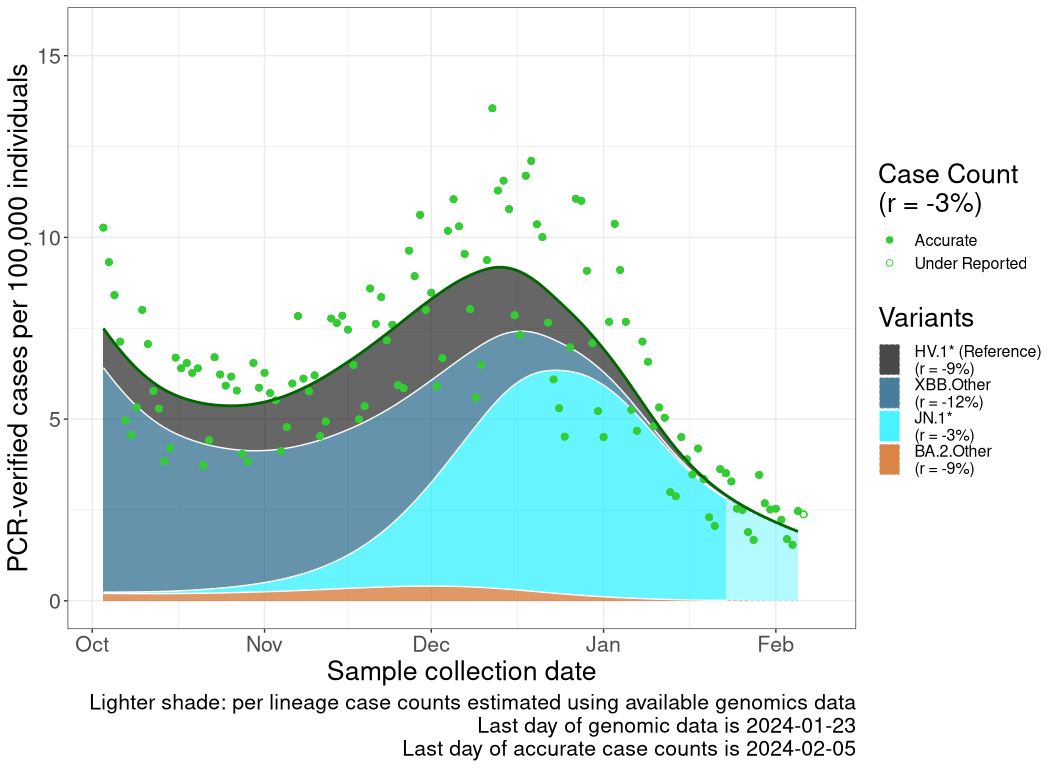 PCR-verified cases per 100,000 individuals
15
10
5
0
Oct
Nov
Dec
Jan
Feb
Sample collection date
Lighter shade: per lineage case counts estimated using available genomics data
Last day of genomic data is 2024-01-23
Last day of accurate case counts is 2024-02-05
Case Count
(r = -3%)
Accurate
Under Reported
Variants
HV.1* (Reference)
(r = -9%)
XBB.Other
(r = -12%)
JN.1*
(r = -3%)
BA.2.Other
(r = -9%)